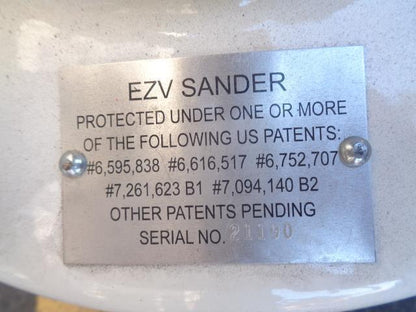 EZV SANDER
PROTECTED UNDER ONE OR MORE
OF THE FOLLOWING US PATENTS:
#6,595,838 #6,616,517 #6,752,707
#7,261,623 B1 #7,094,140 B2
OTHER PATENTS PENDING
SERIAL NO. 21190